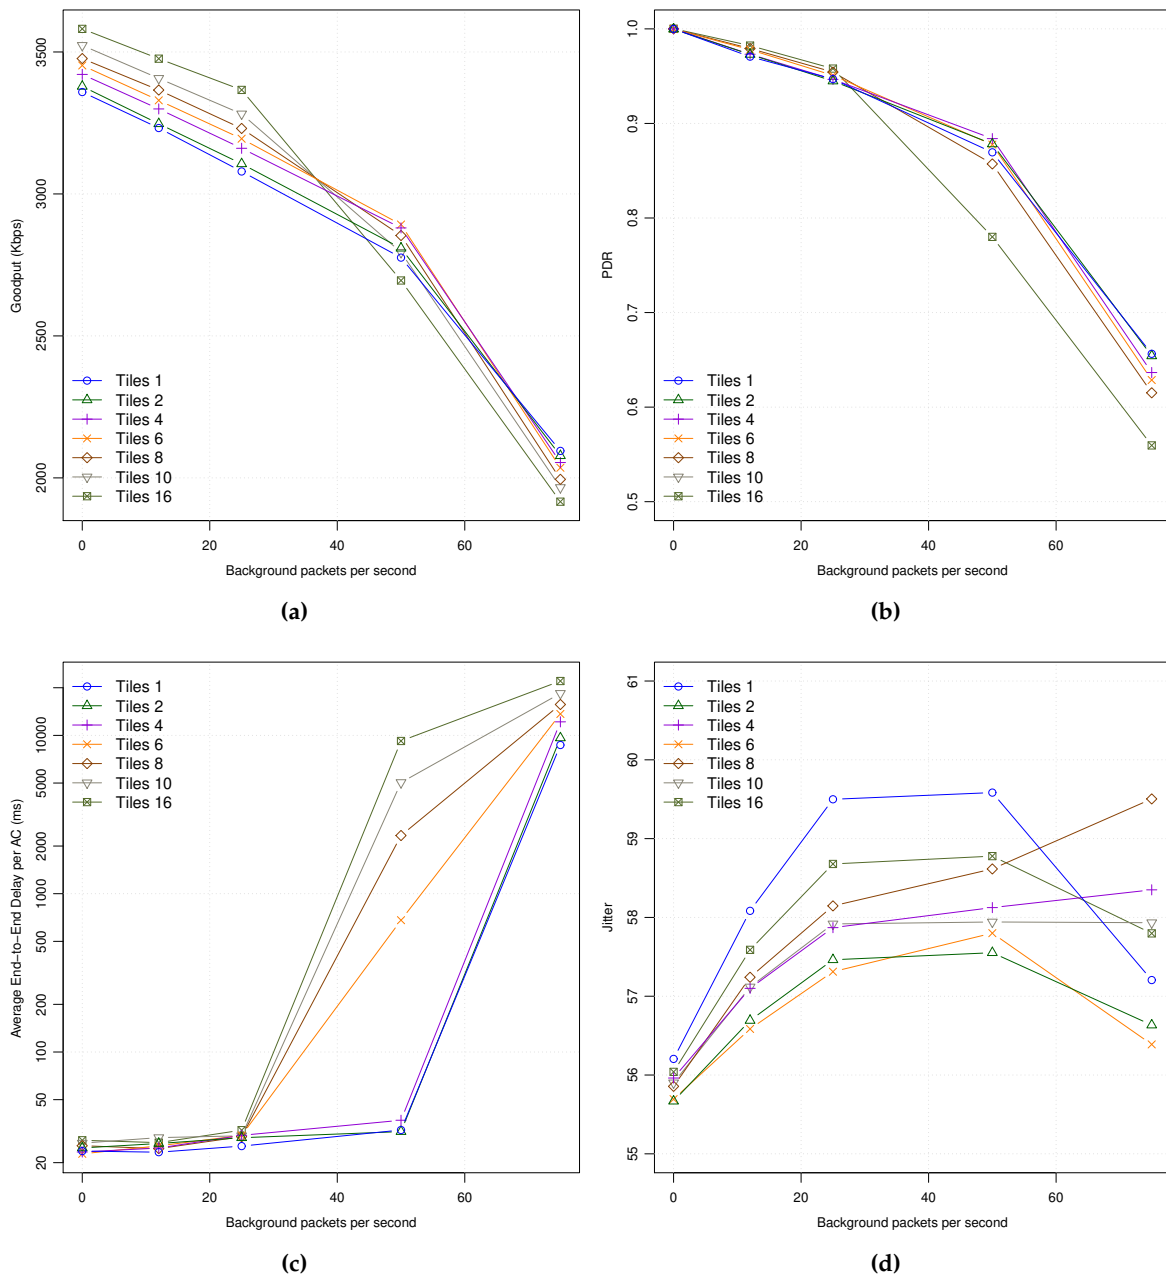 3500
3000
2500
2000
Goodput (Kbps)
Tiles 1
Tiles 2
Tiles 4
Tiles 6
Tiles 8
Tiles 10
Tiles 16
0 20 40 60
Background packets per second
(a)
1.0
0.9
0.8
0.7
0.6
0.5
PDR
Tiles 1
Tiles 2
Tiles 4
Tiles 6
Tiles 8
Tiles 10
Tiles 16
0 20 40 60
Background packets per second
(b)
10000
5000
2000
1000
500
200
100
50
20
Average End−to−End Delay per AC (ms)
Tiles 1
Tiles 2
Tiles 4
Tiles 6
Tiles 8
Tiles 10
Tiles 16
0 20 40 60
Background packets per second
(c)
61
60
59
58
57
56
55
Jitter
Tiles 1
Tiles 2
Tiles 4
Tiles 6
Tiles 8
Tiles 10
Tiles 16
0 20 40 60
Background packets per second
(d)